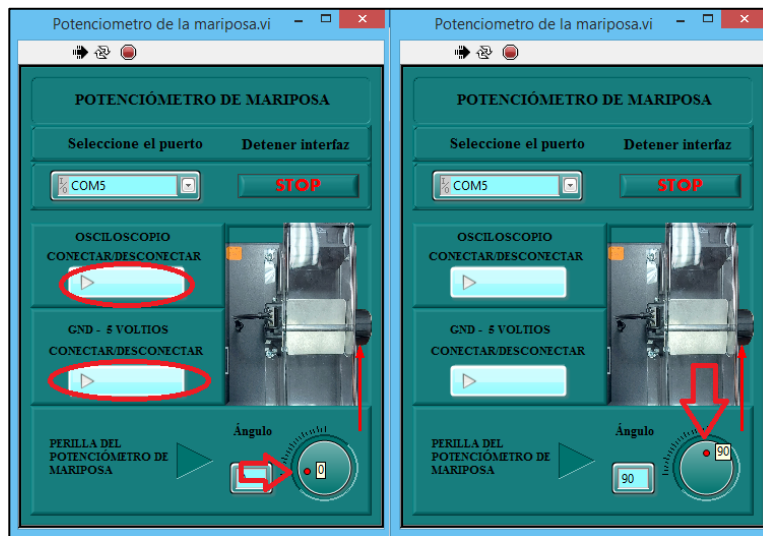 Potenciometro de la mariposa.vi
POTENCIÓMETRO DE MARIPOSA
Seleccione el puerto Detener interfaz
I/O COM5 STOP
OSCILOSCOPIO
CONECTAR/DESCONECTAR
GND - 5 VOLTIOS
CONECTAR/DESCONECTAR
Ángulo
PERILLA DEL
POTENCIÓMETRO DE
MARIPOSA
0
Potenciometro de la mariposa.vi
POTENCIÓMETRO DE MARIPOSA
Seleccione el puerto Detener interfaz
I/O COM5 STOP
OSCILOSCOPIO
CONECTAR/DESCONECTAR
GND - 5 VOLTIOS
CONECTAR/DESCONECTAR
Ángulo
90
PERILLA DEL
POTENCIÓMETRO DE
MARIPOSA
90